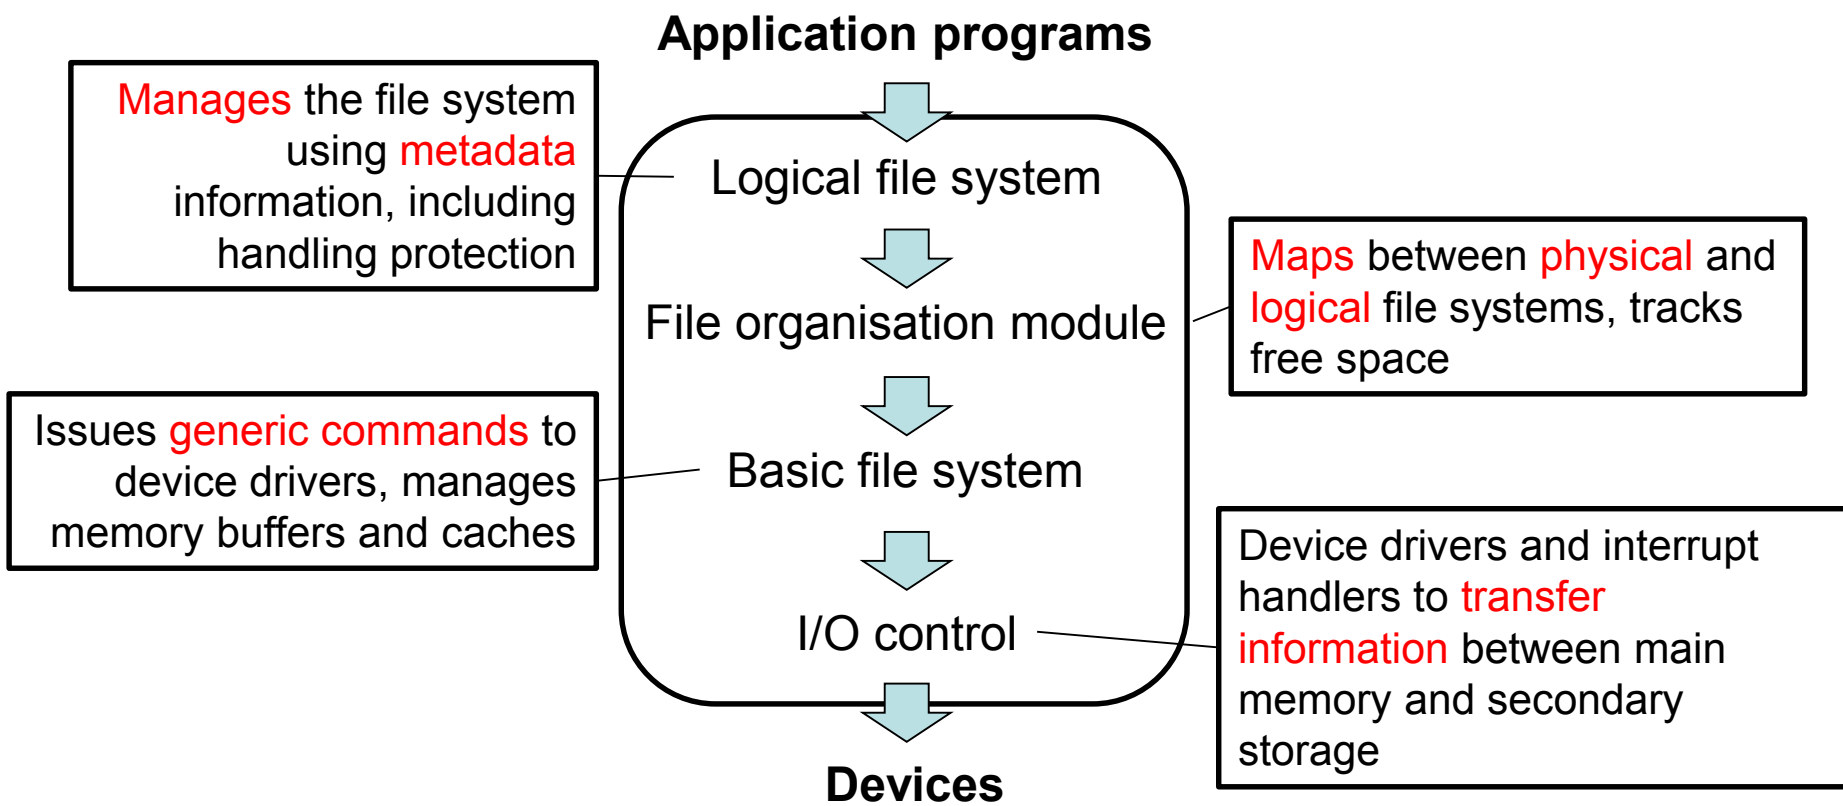 Application programs
Manages the file system
using metadata
information, including
handling protection
Logical file system
Maps between physical and
logical file systems, tracks
free space
File organisation module
Issues generic commands to
device drivers, manages
memory buffers and caches
Basic file system
Device drivers and interrupt
handlers to transfer
information between main
memory and secondary
storage
I/O control
Devices